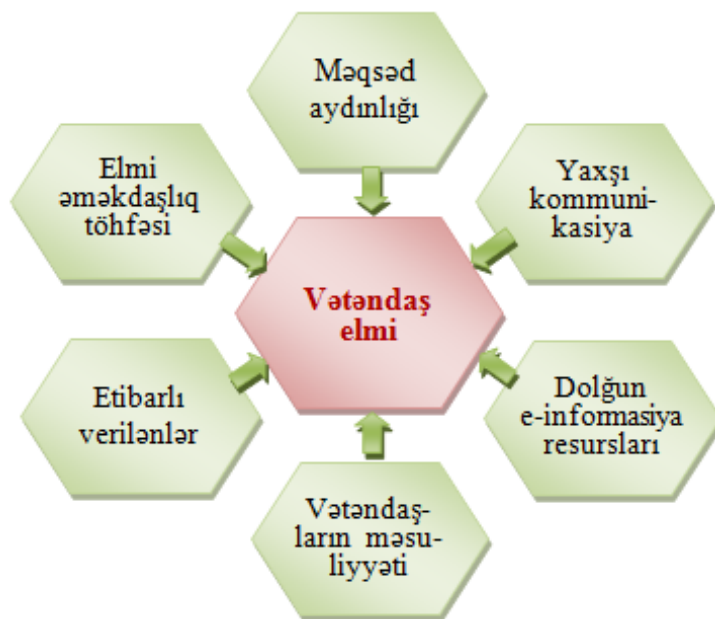 Məqsəd
aydınlığı
Elmi
əməkdaşlıq
töhfəsi
Yaxşı
kommuni-
kasiya
Vətəndaş
elmi
Etibarlı
verilənlər
Dolğun
e-informasiya
resursları
Vətəndaş-
ların məsu-
liyyəti